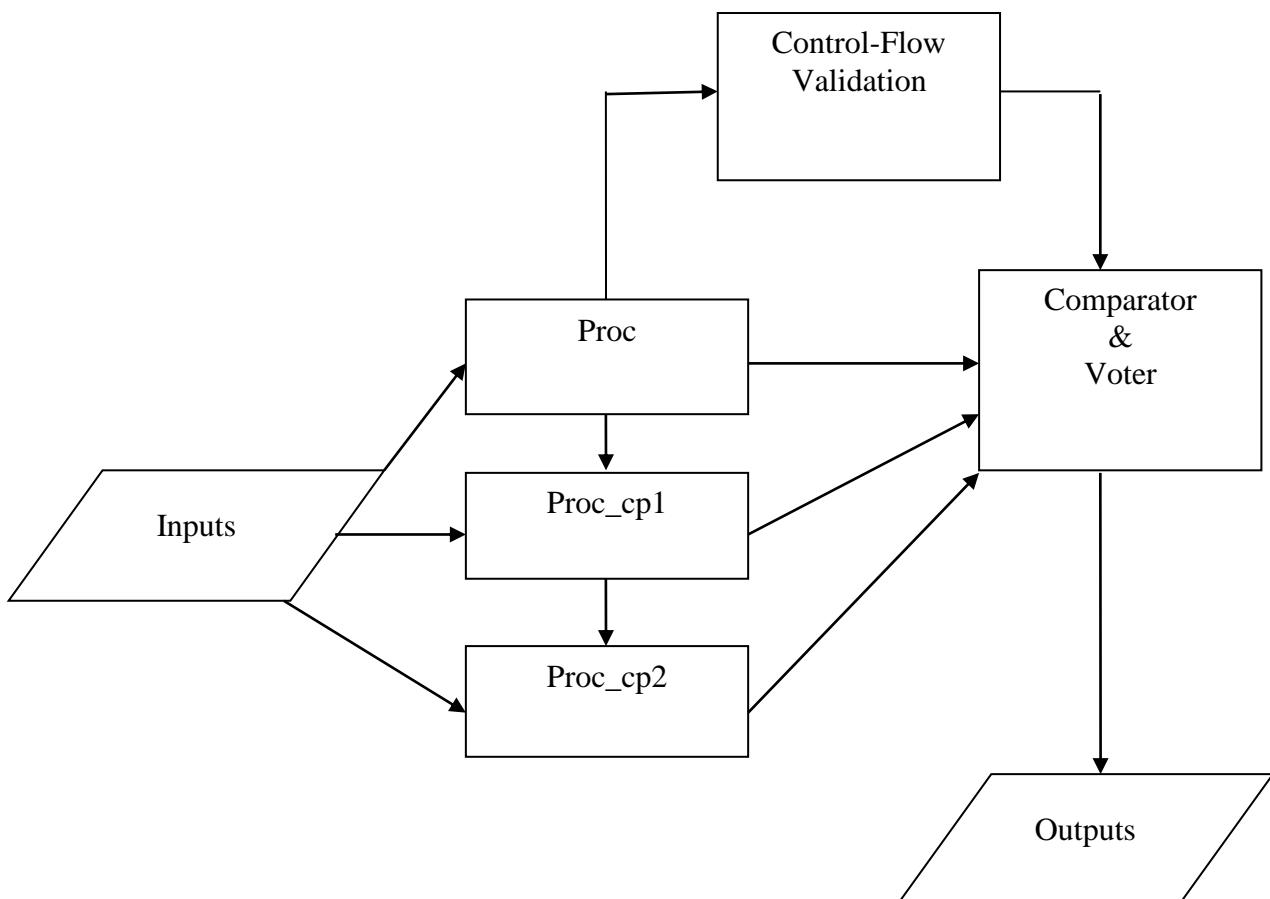 Control-Flow
Validation
Comparator
&
Voter
Proc
Proc_cp1
Inputs
Proc_cp2
Outputs